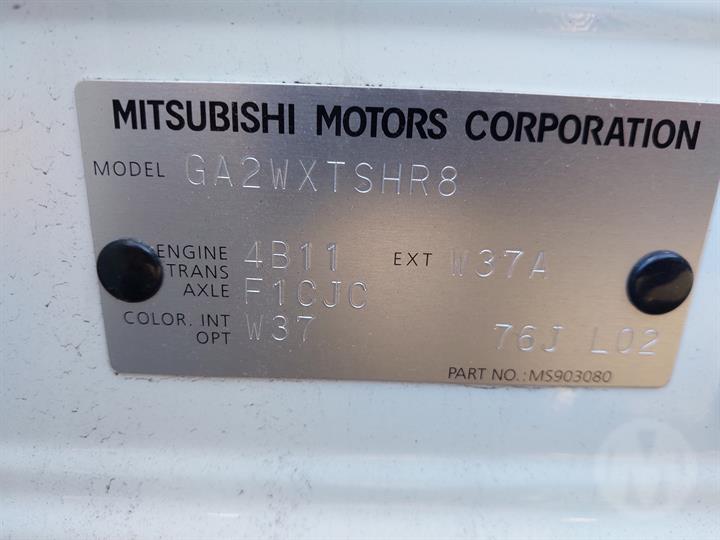 MITSUBISHI MOTORS CORPORATION
MODEL GA2WXTSHR8
ENGINE 4B11 EXT W37A
TRANS
AXLE F1CJC
COLOR. INT W37
OPT 76J L02
PART NO.: MS903080
M